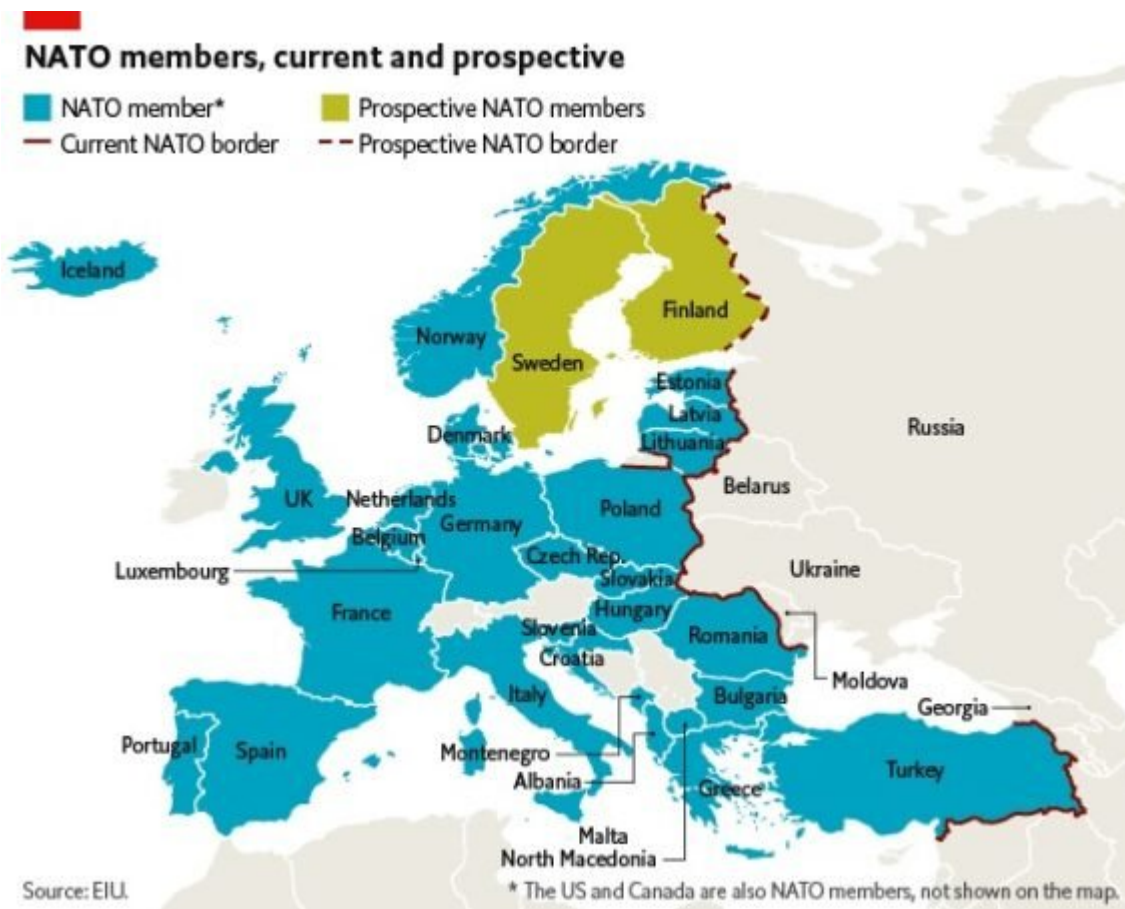 NATO members, current and prospective
NATO member*
Prospective NATO members
Current NATO border
Prospective NATO border
Iceland
Norway
Finland
Sweden
Estonia
Latvia
Lithuania
Denmark
Russia
Belarus
UK
Netherlands
Germany
Poland
Belgium
Luxembourg
Czech Rep.
Slovakia
Ukraine
France
Hungary
Slovenia
Romania
Croatia
Moldova
Italy
Bulgaria
Georgia
Portugal
Spain
Montenegro
Albania
Greece
Turkey
Malta
North Macedonia
Source: EIU.
* The US and Canada are also NATO members, not shown on the map.